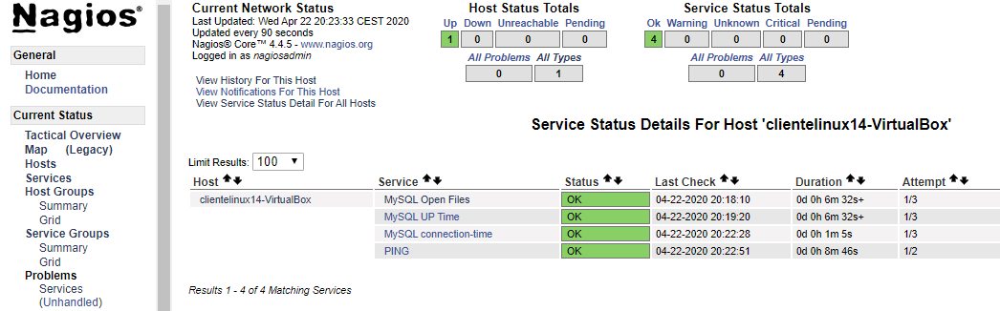 Nagios®
General
Home
Documentation
Current Status
Tactical Overview
Map (Legacy)
Hosts
Services
Host Groups
Summary
Grid
Service Groups
Summary
Grid
Problems
Services
(Unhandled)
Current Network Status
Last Updated: Wed Apr 22 20:23:33 CEST 2020
Updated every 90 seconds
Nagios® Core™ 4.4.5 - www.nagios.org
Logged in as nagiosadmin
View History For This Host
View Notifications For This Host
View Service Status Detail For All Hosts
Host Status Totals
Up Down Unreachable Pending
1 0 0 0
All Problems All Types
0 1
Service Status Totals
Ok Warning Unknown Critical Pending
4 0 0 0 0
All Problems All Types
0 4
Service Status Details For Host 'clientelinux14-VirtualBox'
Limit Results: 100
Host Service Status Last Check Duration Attempt
clientelinux14-VirtualBox MySQL Open Files OK 04-22-2020 20:18:10 0d 0h 6m 32s+ 1/3
MySQL UP Time OK 04-22-2020 20:19:20 0d 0h 6m 32s+ 1/3
MySQL connection-time OK 04-22-2020 20:22:28 0d 0h 1m 5s 1/3
PING OK 04-22-2020 20:22:51 0d 0h 8m 46s 1/2
Results 1 - 4 of 4 Matching Services